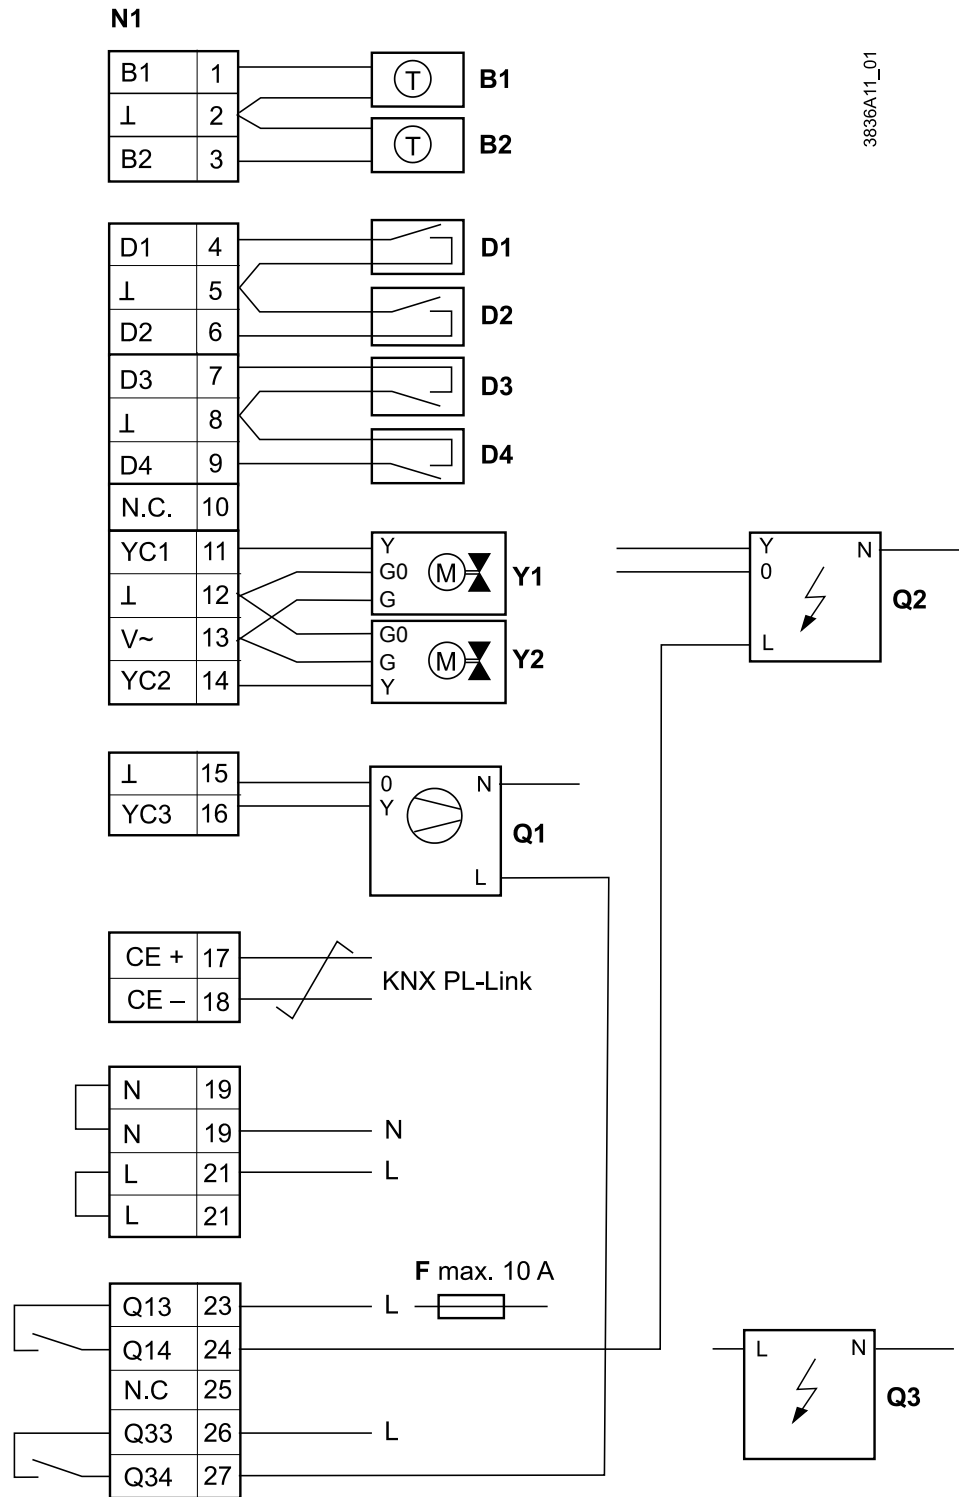 N1
B1 1
⊥ 2
B2 3
T B1
T B2
3836A11_01
D1 4
⊥ 5
D2 6
D3 7
⊥ 8
D4 9
N.C. 10
YC1 11
⊥ 12
V~ 13
YC2 14
D1
D2
D3
D4
Y
G0
G
M
Y1
G0
G
Y
M
Y2
Y N
0
L
Q2
⊥ 15
YC3 16
0 N
Y
L
Q1
CE + 17
CE – 18
KNX PL-Link
N 19
N 19 N
L 21 L
L 21
F max. 10 A
Q13 23 L
Q14 24
N.C 25
Q33 26 L
Q34 27
L N
Q3